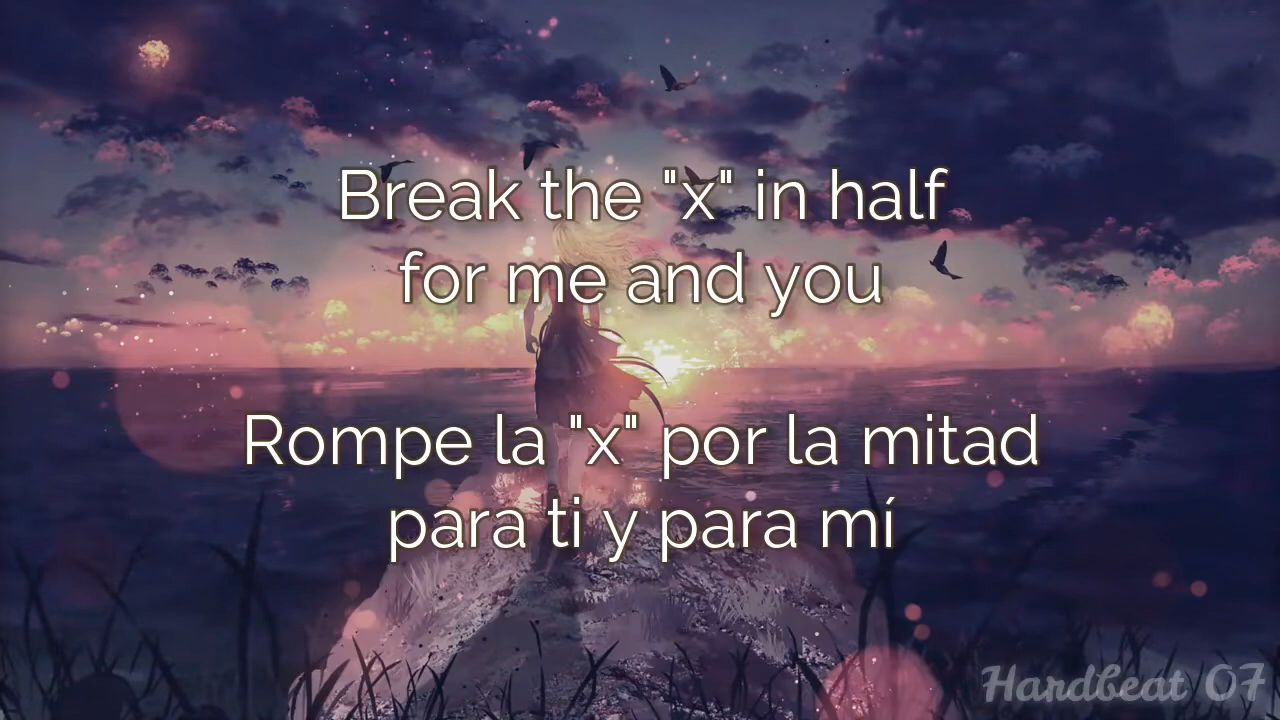 Break the "x" in half
for me and you
Rompe la "x" por la mitad
para ti y para mí
Hardbeat 07